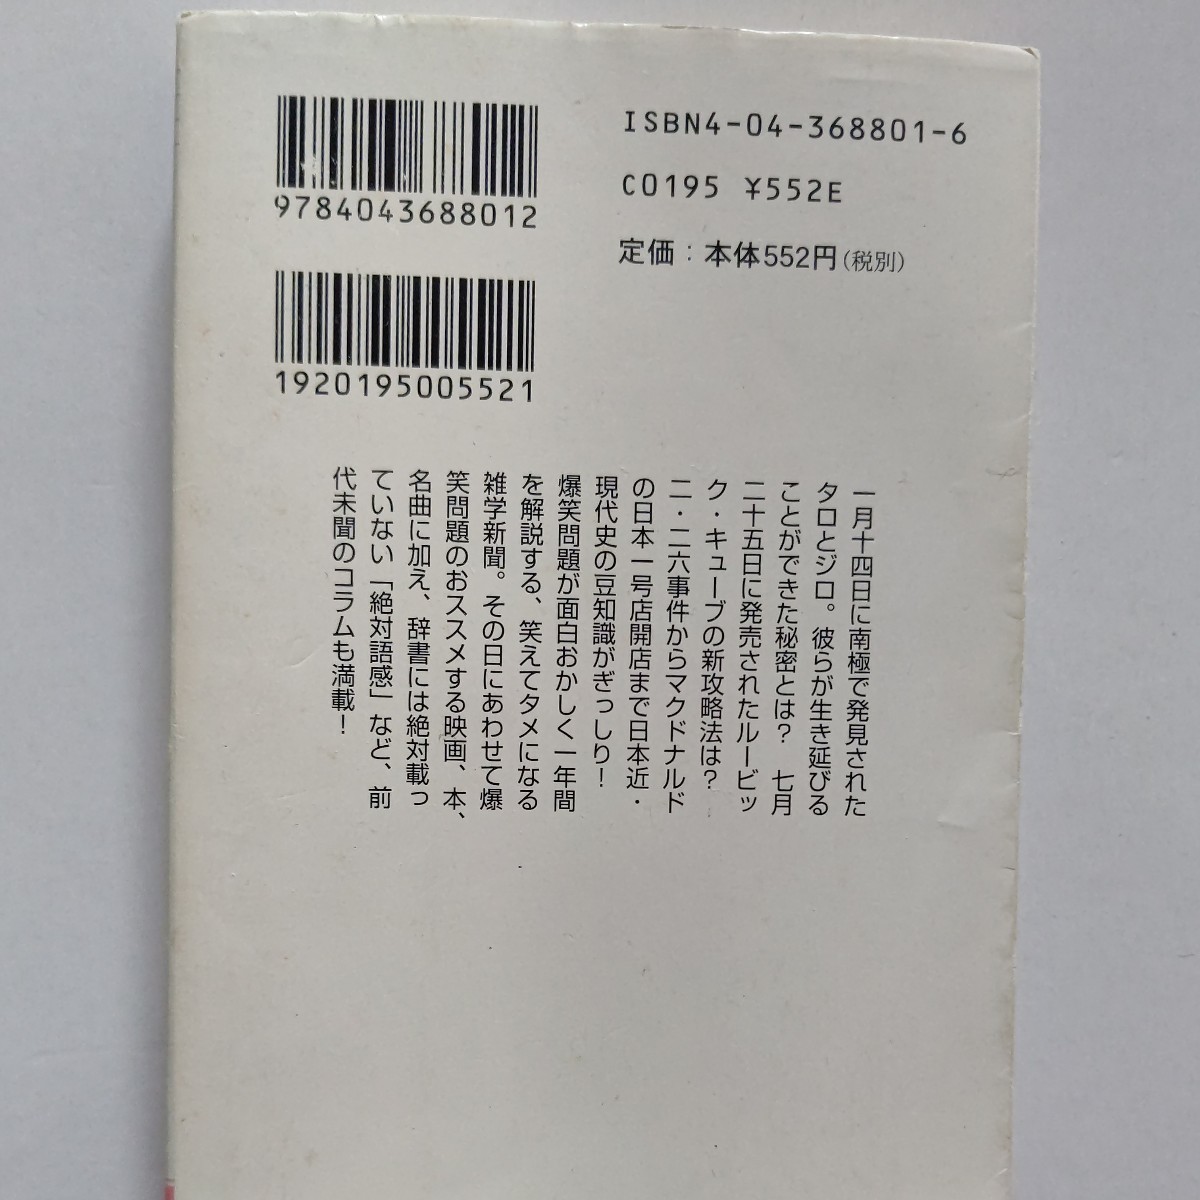 9784043688012
ISBN4-04-368801-6
C0195 ¥552E
定価：本体552円（税別）
1920195005521
一月十四日に南極で発見された
タロとジロ。彼らが生き延びる
ことができた秘密とは？　七月
二十五日に発売されたルービッ
ク・キューブの新攻略法は？
二・二六事件からマクドナルド
の日本一号店開店まで日本近・
現代史の豆知識がぎっしり！
爆笑問題が面白おかしく一年間
を解説する、笑えてタメになる
雑学新聞。その日にあわせて爆
笑問題のおススメする映画、本、
名曲に加え、辞書には絶対載っ
ていない「絶対語感」など、前
代未聞のコラムも満載！